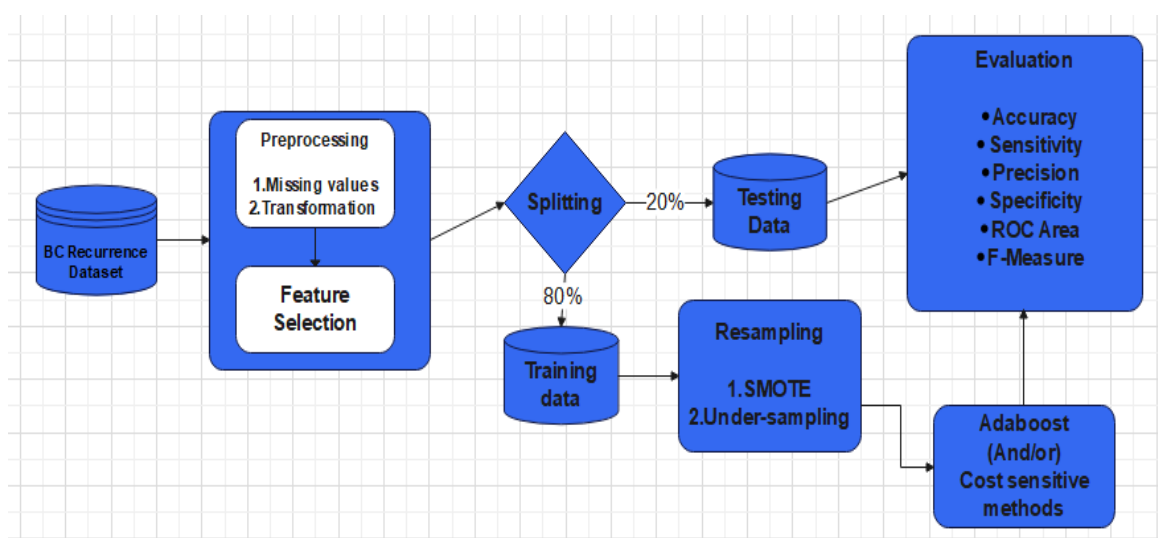 BC Recurrence
Dataset
Preprocessing
1.Missing values
2.Transformation
Feature
Selection
Splitting
20%
Testing
Data
80%
Training
data
Resampling
1.SMOTE
2.Under-sampling
Adaboost
(And/or)
Cost sensitive
methods
Evaluation
•Accuracy
•Sensitivity
•Precision
•Specificity
•ROC Area
•F-Measure